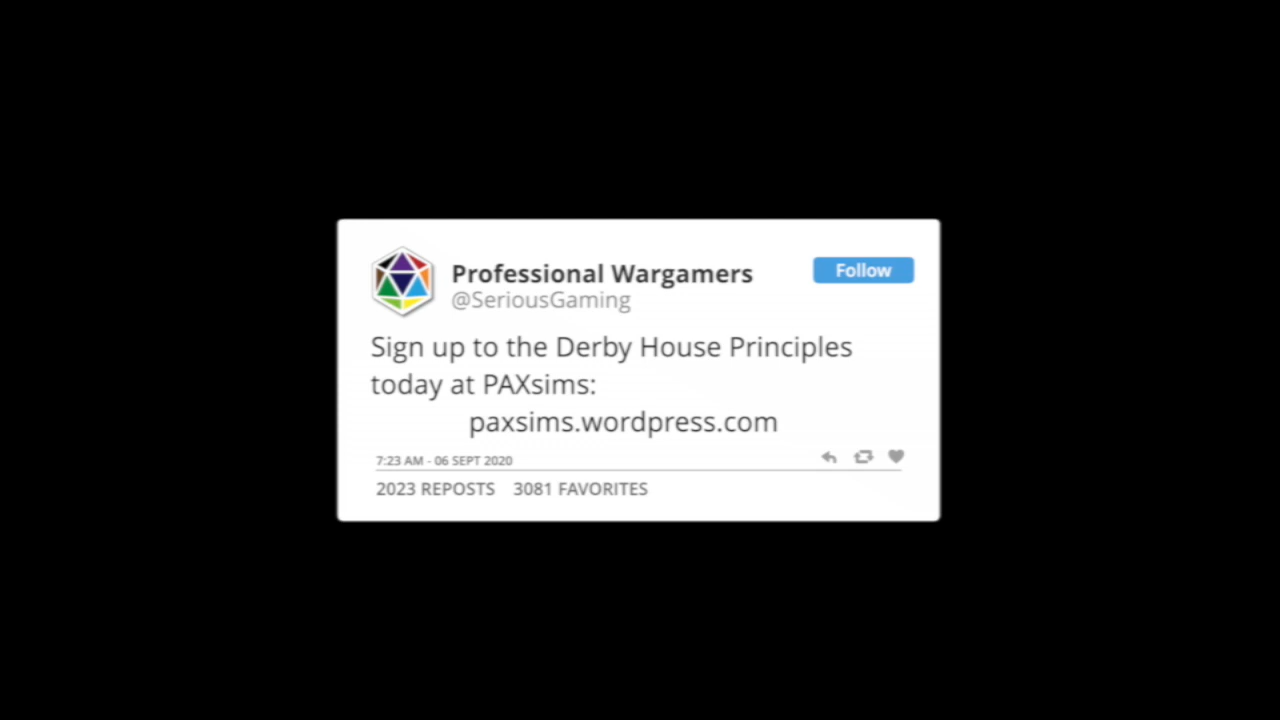 Professional Wargamers
Follow
@SeriousGaming
Sign up to the Derby House Principles
today at PAXsims:
paxsims.wordpress.com
7:23 AM - 06 SEPT 2020
2023 REPOSTS 3081 FAVORITES